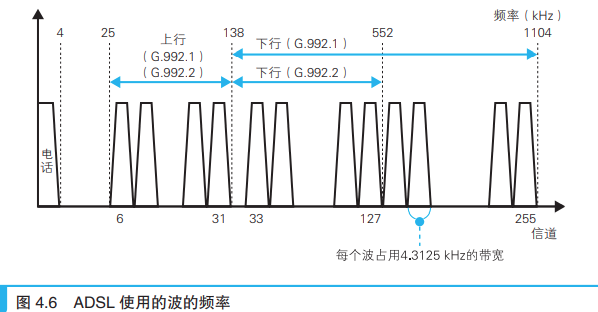 频率（kHz）
4 25 138 552 1104
上行
（G.992.1）
（G.992.2）
下行（G.992.1）
下行（G.992.2）
电话
6 31 33 127 255
信道
每个波占用4.3125 kHz的带宽
图 4.6 ADSL 使用的波的频率